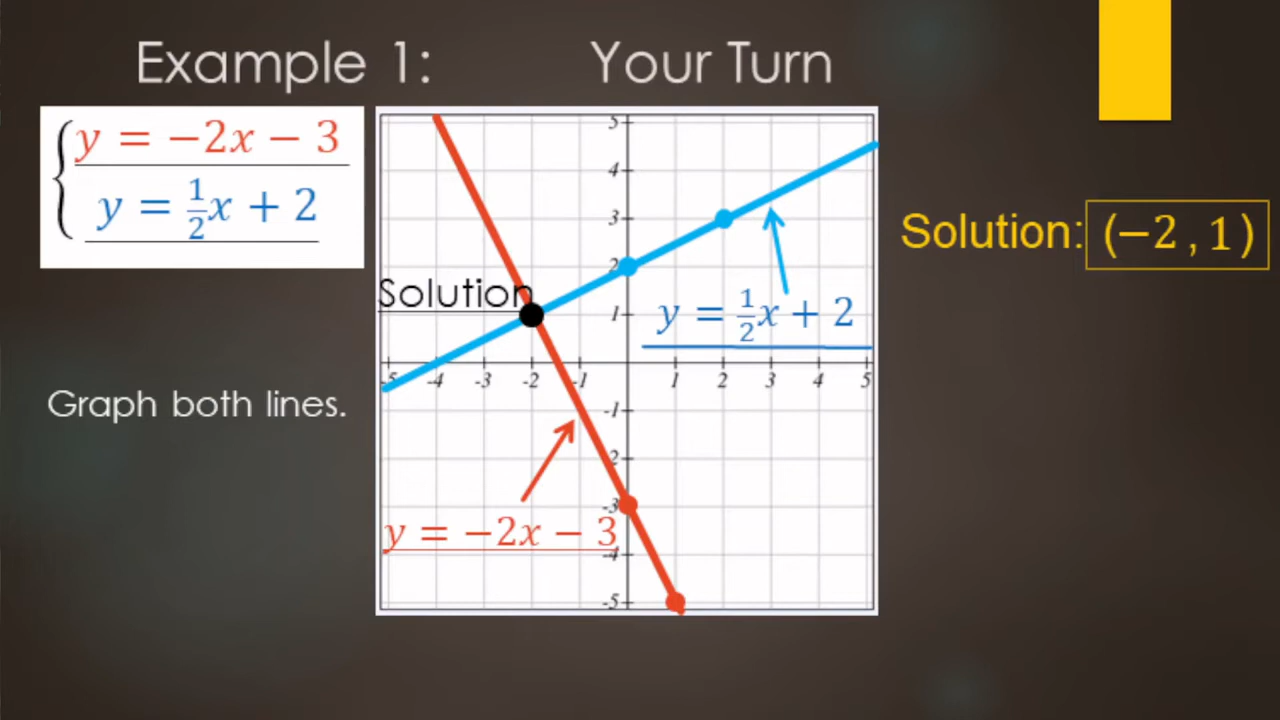 Example 1: Your Turn
y = −2x − 3
y = 1/2 x + 2
Graph both lines.
Solution
y = 1/2 x + 2
y = −2x − 3
5
4
3
2
1
-5 -4 -3 -2 -1 1 2 3 4 5
-1
2
-3
-4
-5
Solution: (−2 , 1)